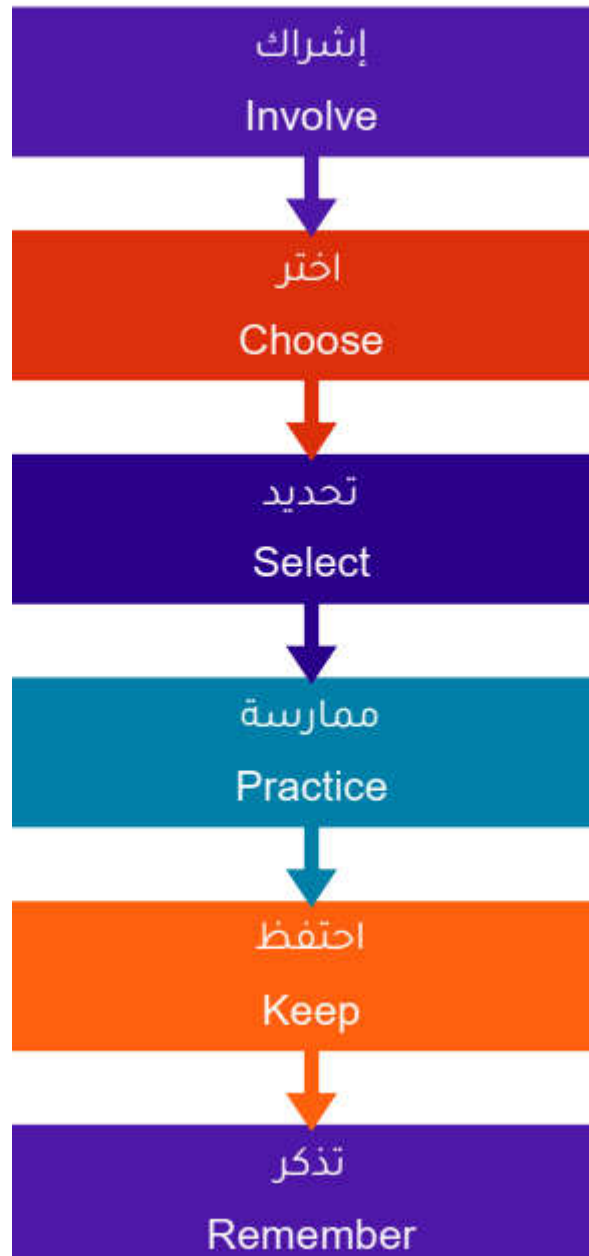 إشراك
Involve
اختر
Choose
تحديد
Select
ممارسة
Practice
احتفظ
Keep
تذكر
Remember